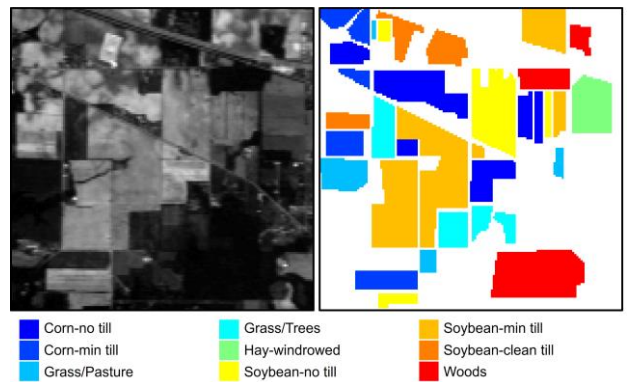 Corn-no till
Grass/Trees
Soybean-min till
Corn-min till
Hay-windrowed
Soybean-clean till
Grass/Pasture
Soybean-no till
Woods